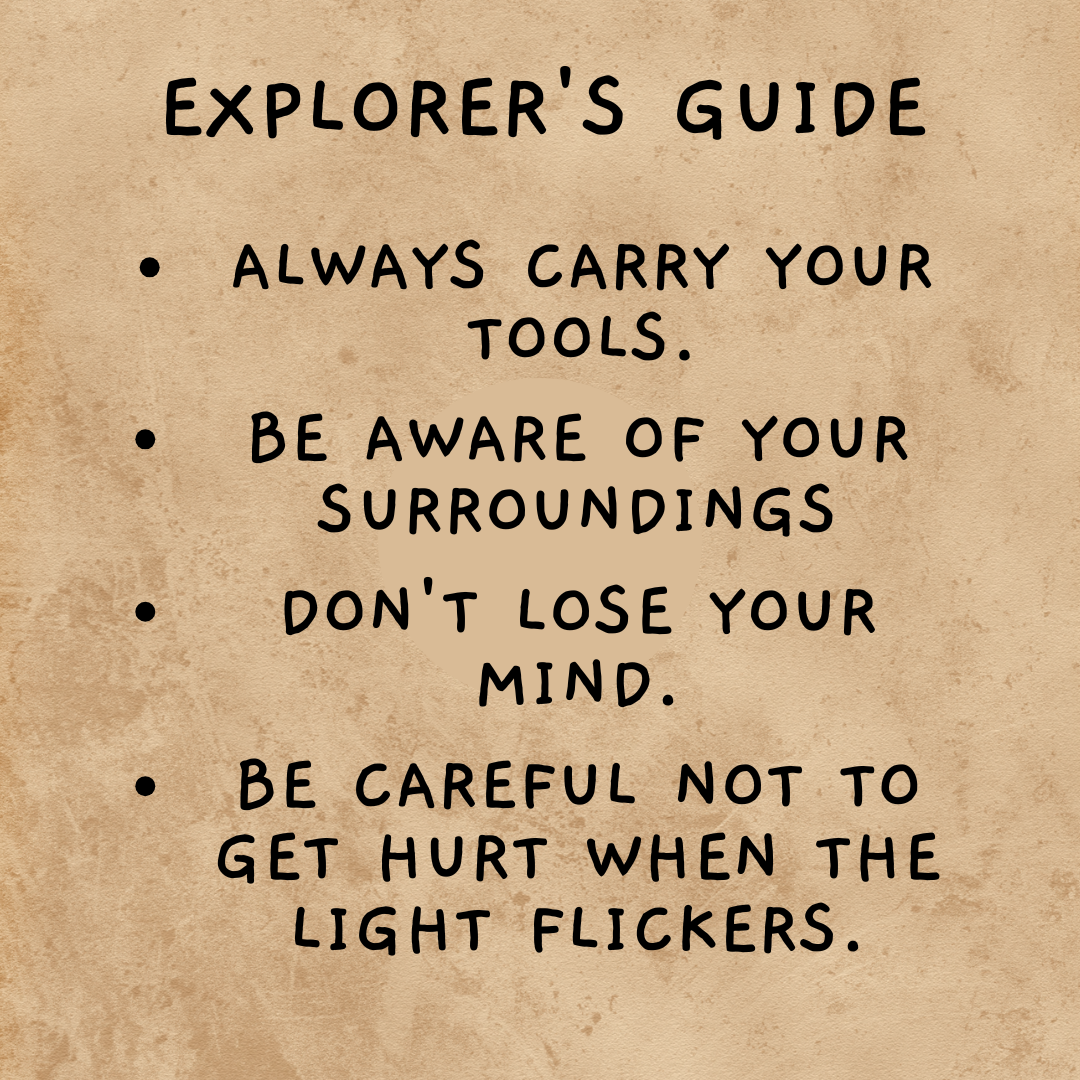 EXPLORER'S GUIDE
• ALWAYS CARRY YOUR
TOOLS.
• BE AWARE OF YOUR
SURROUNDINGS
• DON'T LOSE YOUR
MIND.
• BE CAREFUL NOT TO
GET HURT WHEN THE
LIGHT FLICKERS.